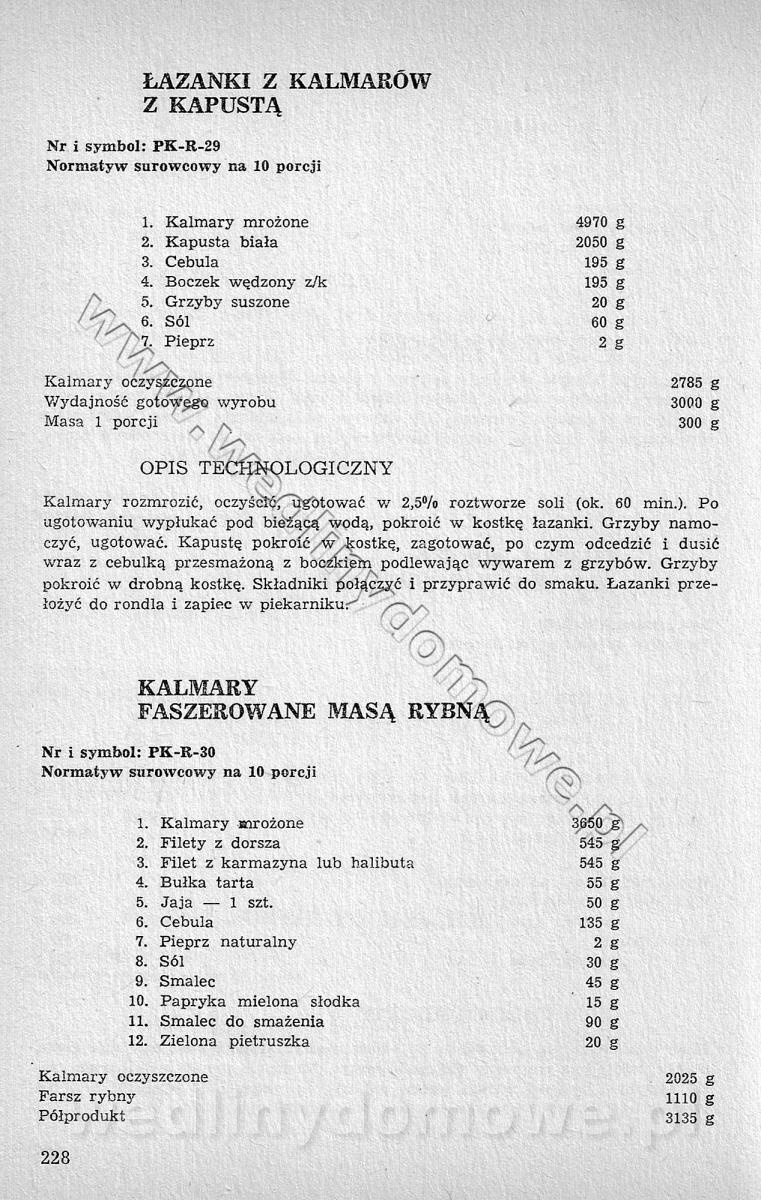 ŁAZANKI Z KALMARÓW
Z KAPUSTĄ
Nr i symbol: PK-R-29
Normatyw surowcowy na 10 porcji
1. Kalmary mrożone 4970 g
2. Kapusta biała 2050 g
3. Cebula 195 g
4. Boczek wędzony z/k 195 g
5. Grzyby suszone 20 g
6. Sól 60 g
7. Pieprz 2 g
Kalmary oczyszczone 2785 g
Wydajność gotowego wyrobu 3000 g
Masa 1 porcji 300 g
OPIS TECHNOLOGICZNY
Kalmary rozmrozić, oczyścić, ugotować w 2,5% roztworze soli (ok. 60 min.). Po
ugotowaniu wypłukać pod bieżącą wodą, pokroić w kostkę łazanki. Grzyby namo-
czyć, ugotować. Kapustę pokroić w kostkę, zagotować, po czym odcedzić i dusić
wraz z cebulką przesmażoną z boczkiem podlewając wywarem z grzybów. Grzyby
pokroić w drobną kostkę. Składniki połączyć i przyprawić do smaku. Łazanki prze-
łożyć do rondla i zapiec w piekarniku.
KALMARY
FASZEROWANE MASĄ RYBNĄ
Nr i symbol: PK-R-30
Normatyw surowcowy na 10 porcji
1. Kalmary mrożone 3650 g
2. Filety z dorsza 545 g
3. Filet z karmazyna lub halibuta 545 g
4. Bułka tarta 55 g
5. Jaja — 1 szt. 50 g
6. Cebula 135 g
7. Pieprz naturalny 2 g
8. Sól 30 g
9. Smalec 45 g
10. Papryka mielona słodka 15 g
11. Smalec do smażenia 90 g
12. Zielona pietruszka 20 g
Kalmary oczyszczone 2025 g
Farsz rybny 1110 g
Półprodukt 3135 g
228
www.wedlinydomowe.pl
wedlinydomowe.pl